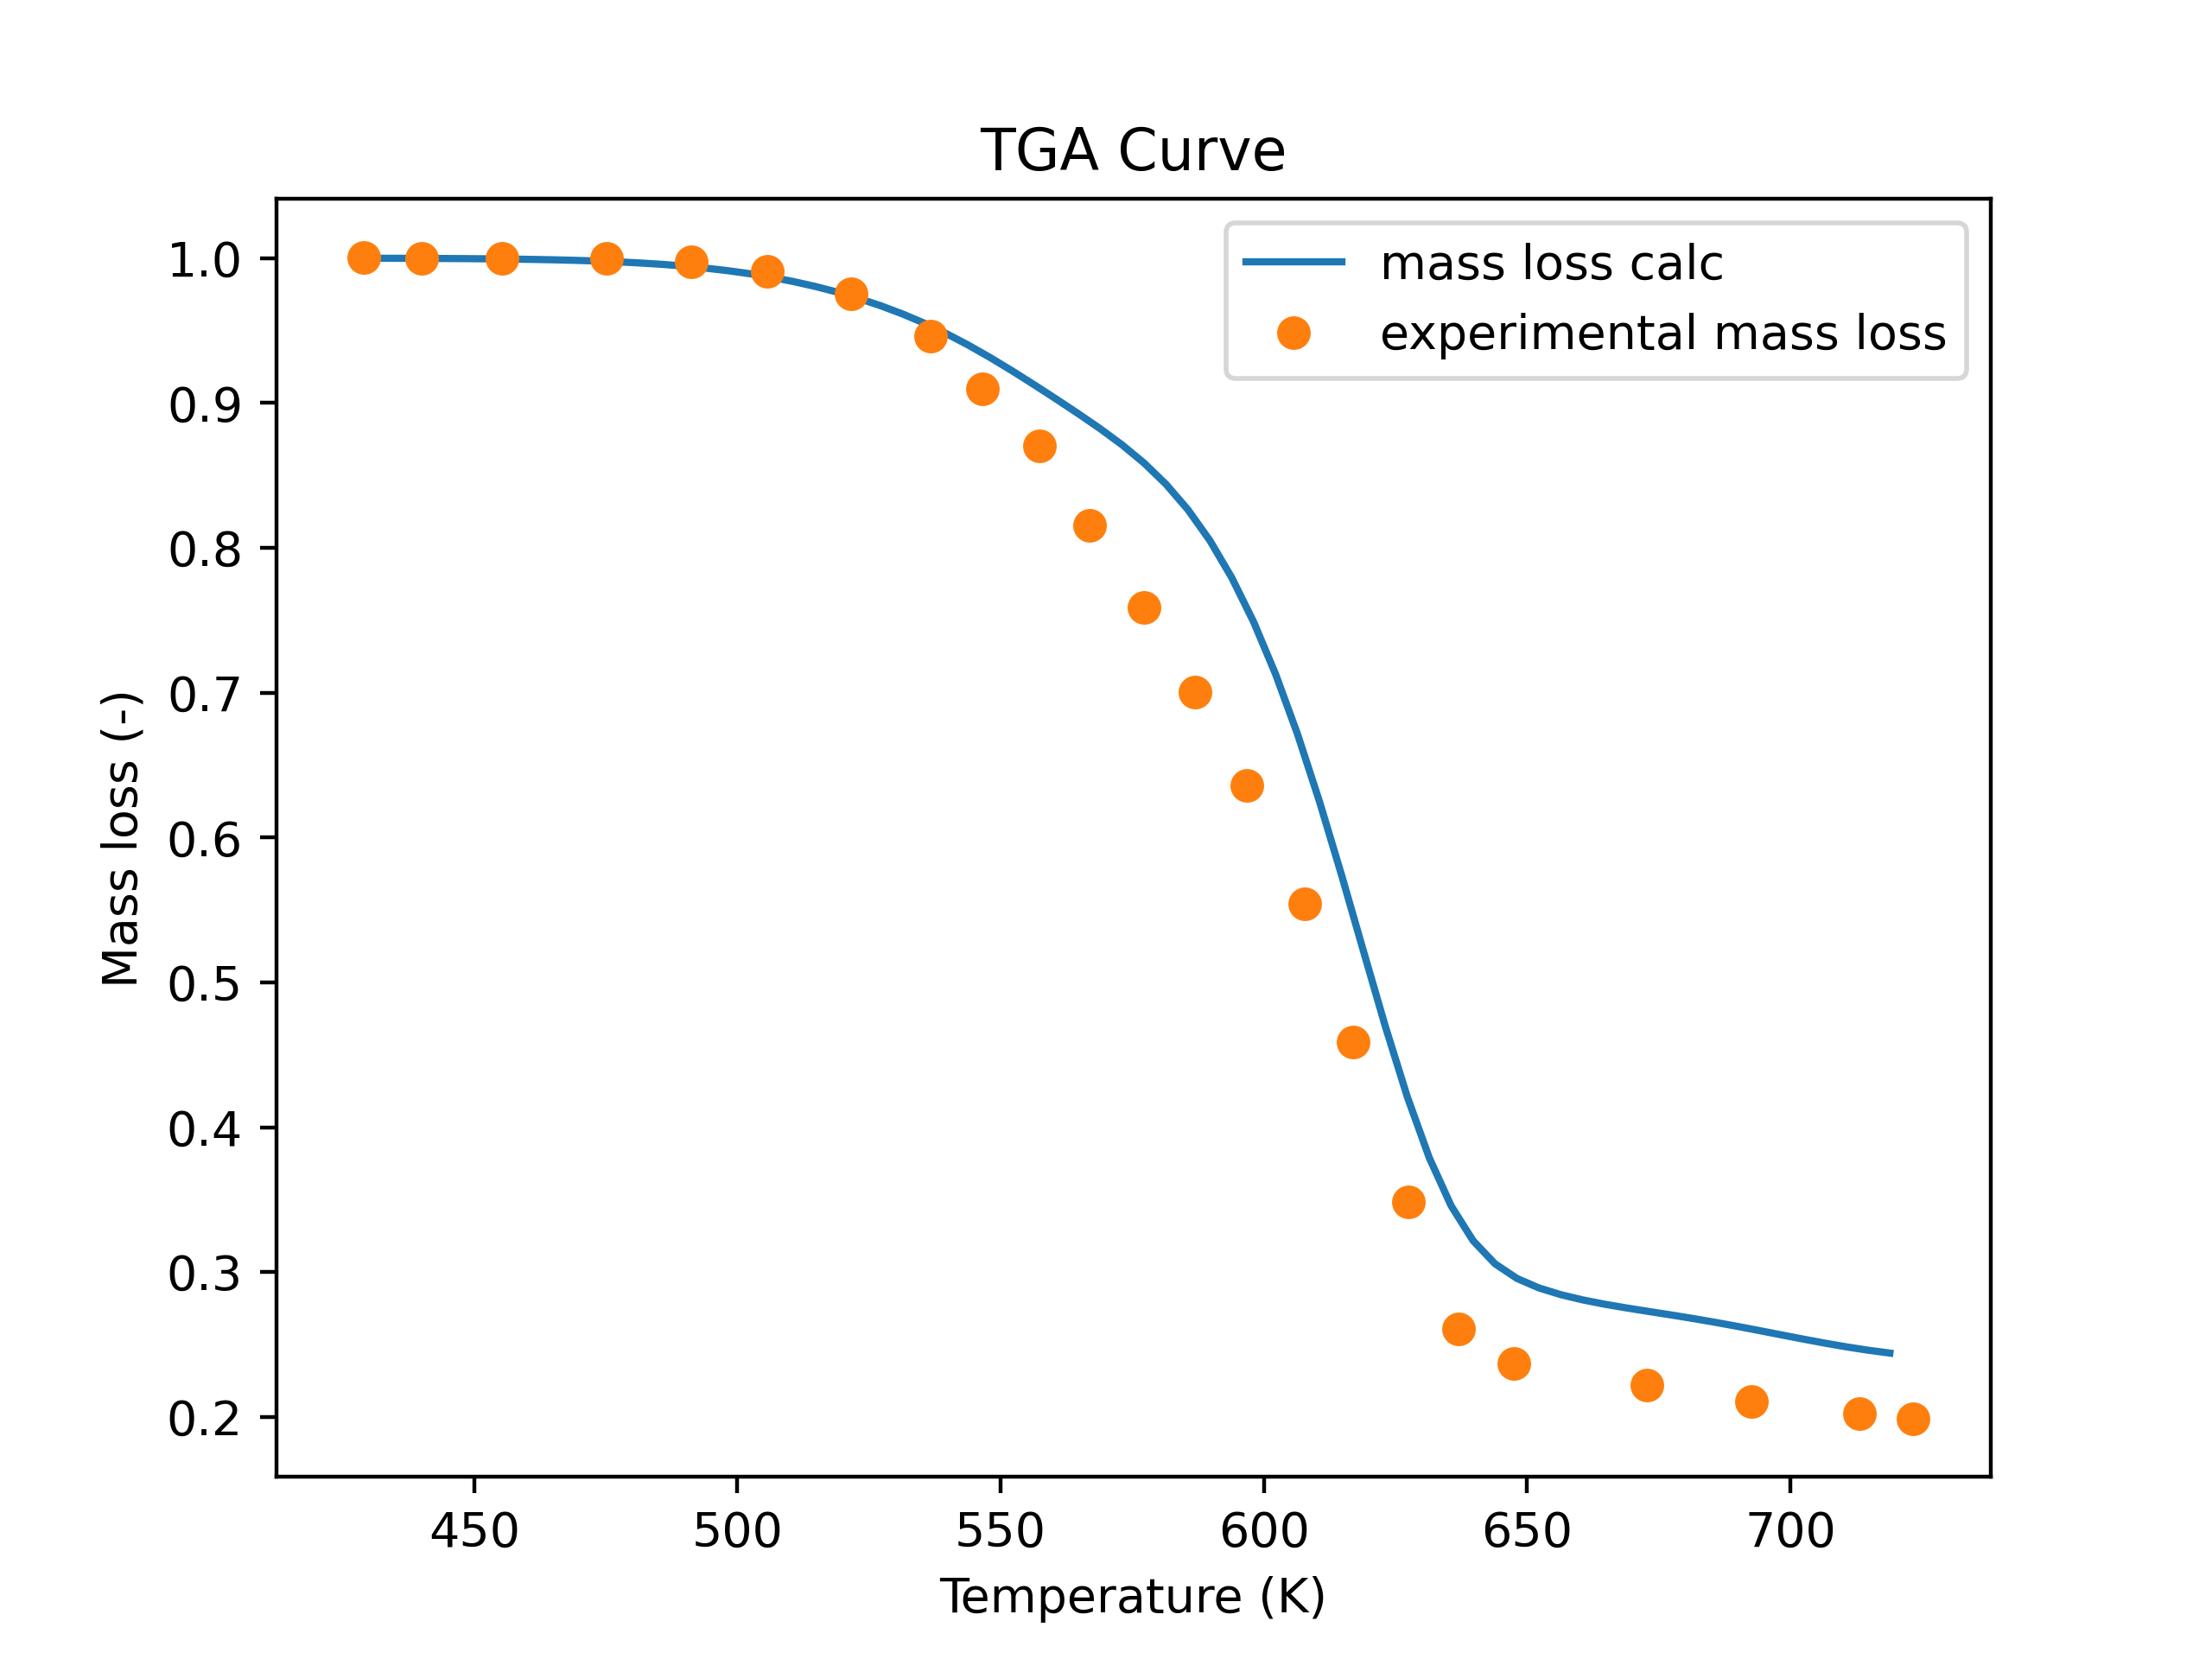 TGA Curve
mass loss calc
experimental mass loss
1.0
0.9
0.8
0.7
0.6
0.5
0.4
0.3
0.2
Mass loss (-)
450 500 550 600 650 700
Temperature (K)